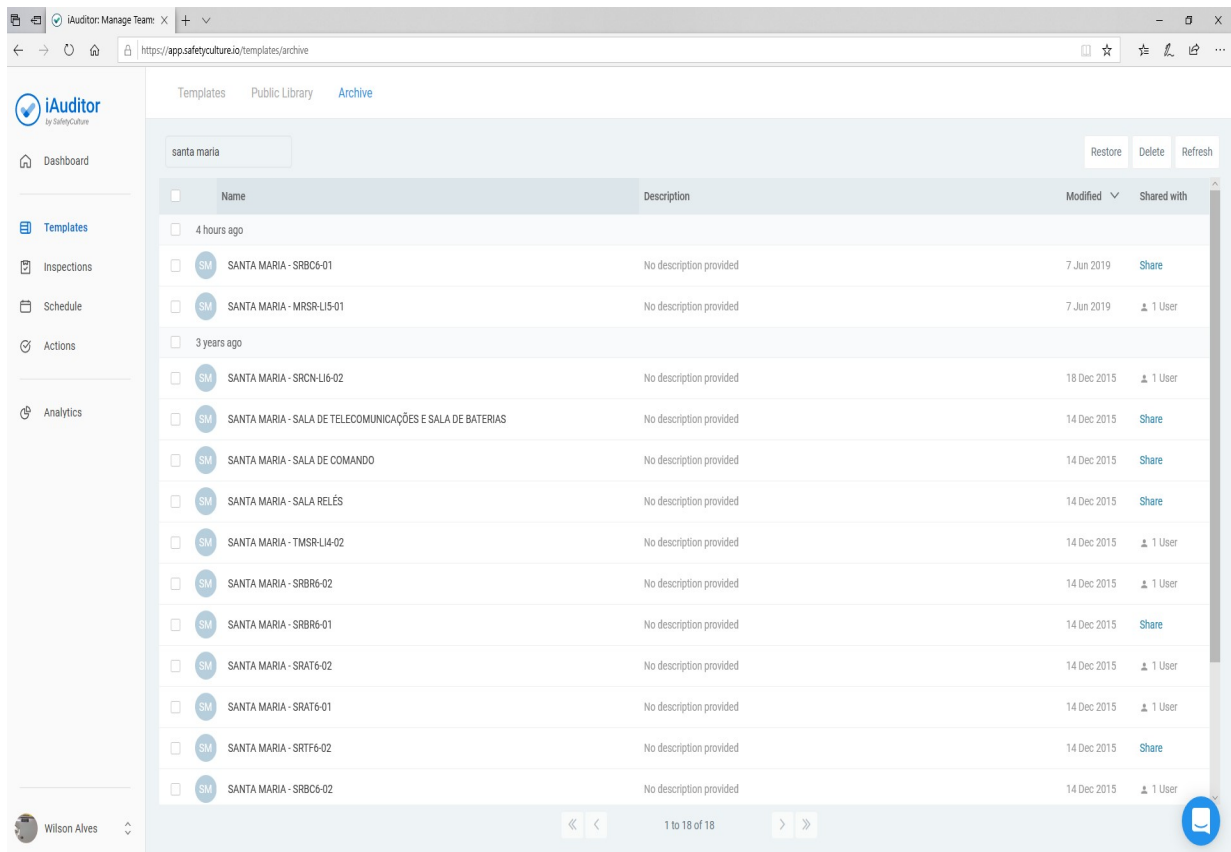 iAuditor: Manage Team:
https://app.safetyculture.io/templates/archive
iAuditor
by SafetyCulture
Templates Public Library Archive
Dashboard
Templates
Inspections
Schedule
Actions
Analytics
Wilson Alves
santa maria
Restore Delete Refresh
Name Description Modified Shared with
4 hours ago
SM SANTA MARIA - SRBC6-01 No description provided 7 Jun 2019 Share
SM SANTA MARIA - MRSR-LI5-01 No description provided 7 Jun 2019 1 User
3 years ago
SM SANTA MARIA - SRCN-LI6-02 No description provided 18 Dec 2015 1 User
SM SANTA MARIA - SALA DE TELECOMUNICAÇÕES E SALA DE BATERIAS No description provided 14 Dec 2015 Share
SM SANTA MARIA - SALA DE COMANDO No description provided 14 Dec 2015 Share
SM SANTA MARIA - SALA RELÉS No description provided 14 Dec 2015 Share
SM SANTA MARIA - TMSR-LI4-02 No description provided 14 Dec 2015 1 User
SM SANTA MARIA - SRBR6-02 No description provided 14 Dec 2015 1 User
SM SANTA MARIA - SRBR6-01 No description provided 14 Dec 2015 Share
SM SANTA MARIA - SRAT6-02 No description provided 14 Dec 2015 1 User
SM SANTA MARIA - SRAT6-01 No description provided 14 Dec 2015 1 User
SM SANTA MARIA - SRTF6-02 No description provided 14 Dec 2015 Share
SM SANTA MARIA - SRBC6-02 No description provided 14 Dec 2015 1 User
1 to 18 of 18